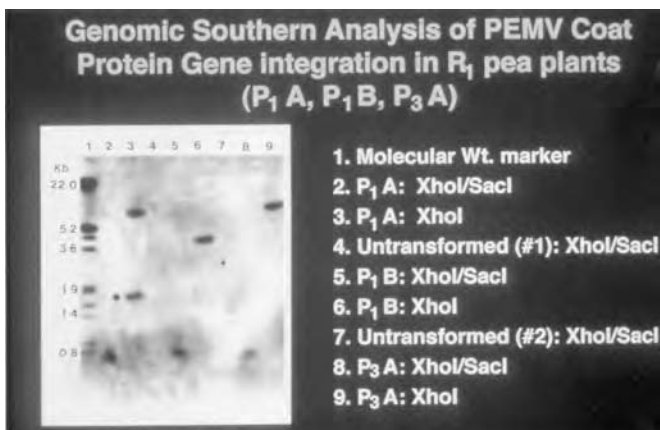 Genomic Southern Analysis of PEMV Coat
Protein Gene integration in R₁ pea plants
(P₁ A, P₁ B, P₃ A)
1 2 3 4 5 6 7 8 9
Kb
22.0
5.2
3.6
1.9
1.4
0.8
1. Molecular Wt. marker
2. P₁ A: XhoI/SacI
3. P₁ A: XhoI
4. Untransformed (#1): XhoI/SacI
5. P₁ B: XhoI/SacI
6. P₁ B: XhoI
7. Untransformed (#2): XhoI/SacI
8. P₃ A: XhoI/SacI
9. P₃ A: XhoI